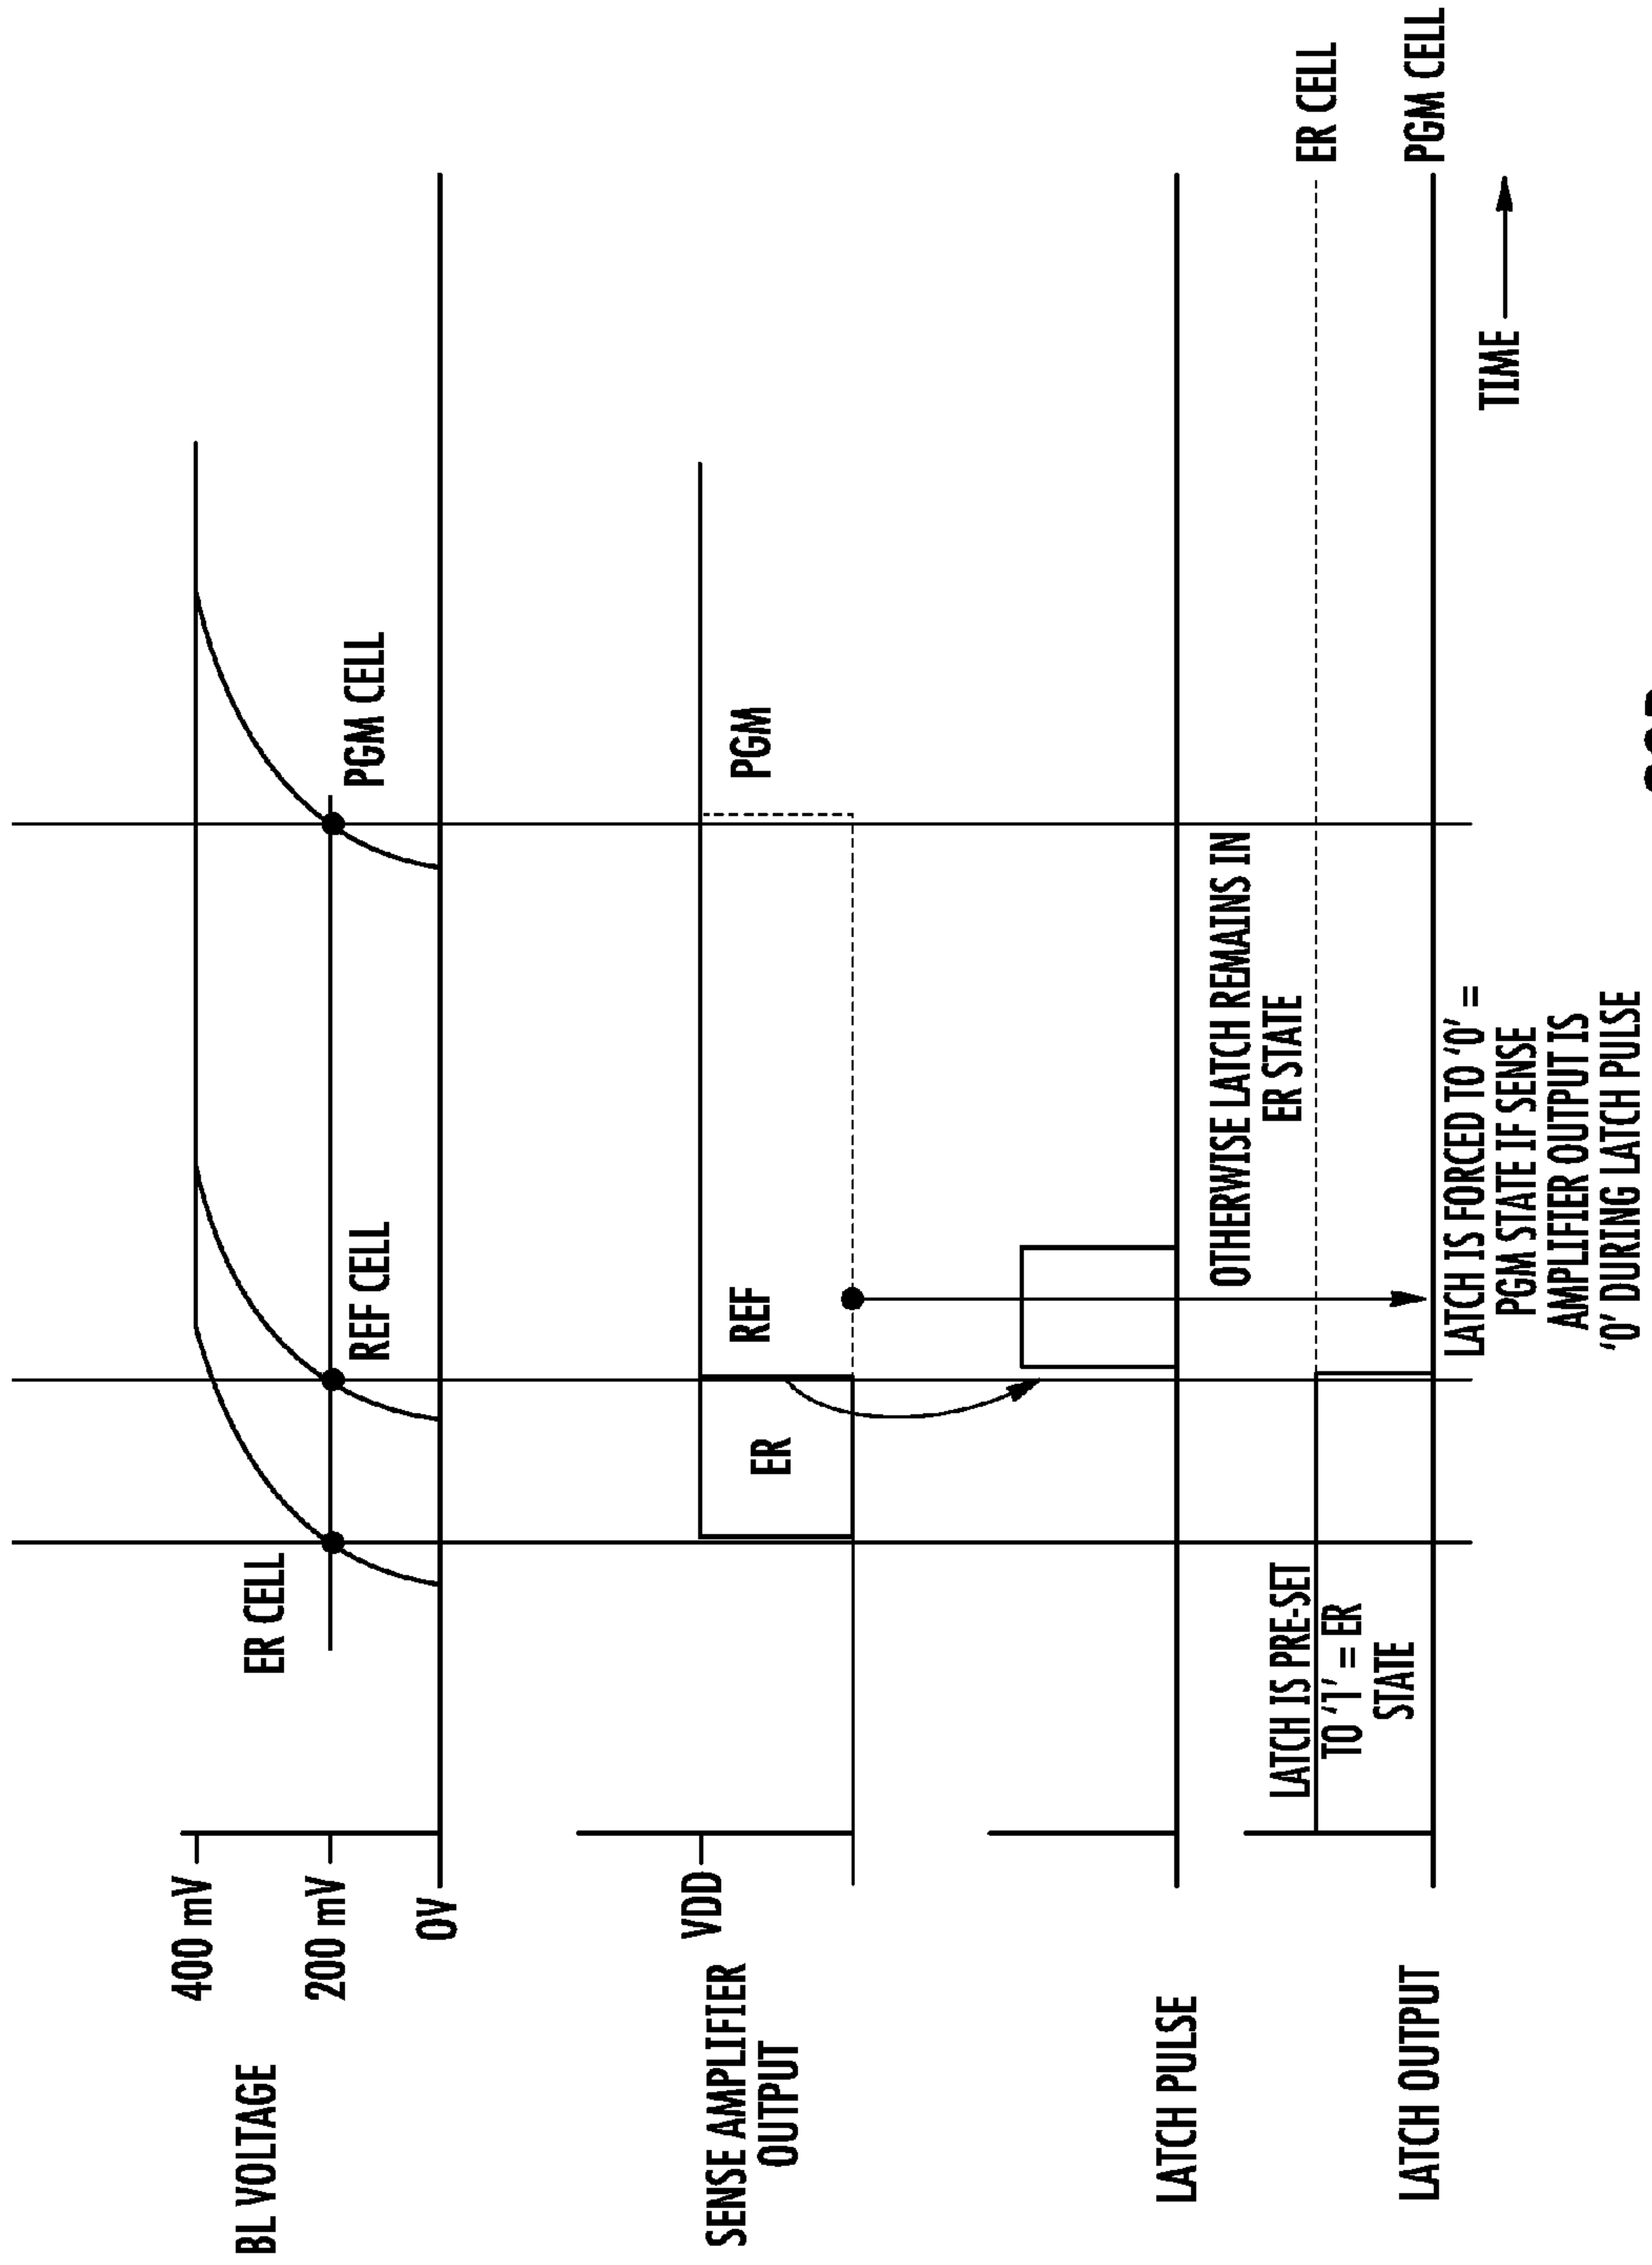 BL VOLTAGE
400 mV
200 mV
0V
ER CELL
REF CELL
PGM CELL
SENSE AMPLIFIER
OUTPUT
VDD
ER
REF
PGM
LATCH PULSE
OTHERWISE LATCH REMAINS IN
ER STATE
LATCH OUTPUT
LATCH IS PRE-SET
TO '1' = ER
STATE
ER CELL
PGM CELL
LATCH IS FORCED TO '0' =
PGM STATE IF SENSE
AMPLIFIER OUTPUT IS
'0' DURING LATCH PULSE
TIME